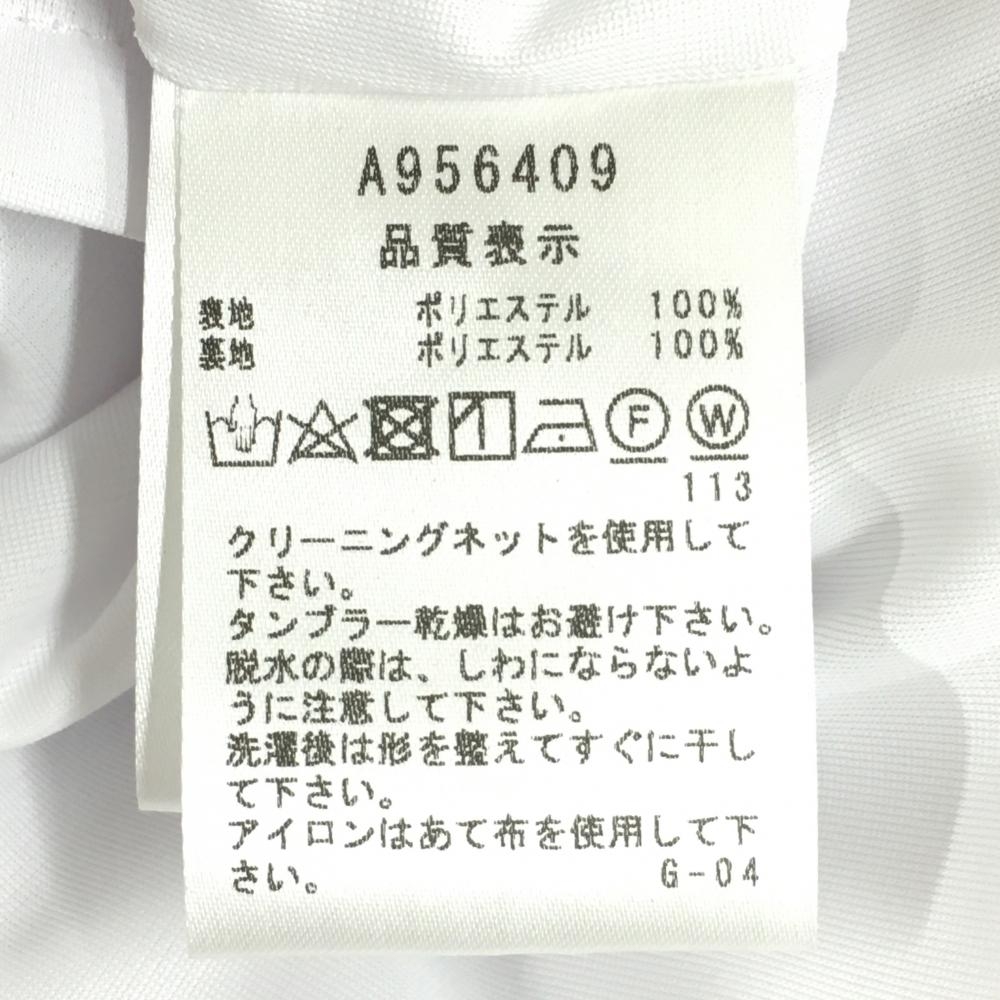 A956409
品質表示
表地 ポリエステル 100%
裏地 ポリエステル 100%
F W
113
クリーニングネットを使用して
下さい。
タンブラー乾燥はお避け下さい。
脱水の際は、しわにならないよ
うに注意して下さい。
洗濯後は形を整えてすぐに干し
て下さい。
アイロンはあて布を使用して下
さい。 G-04